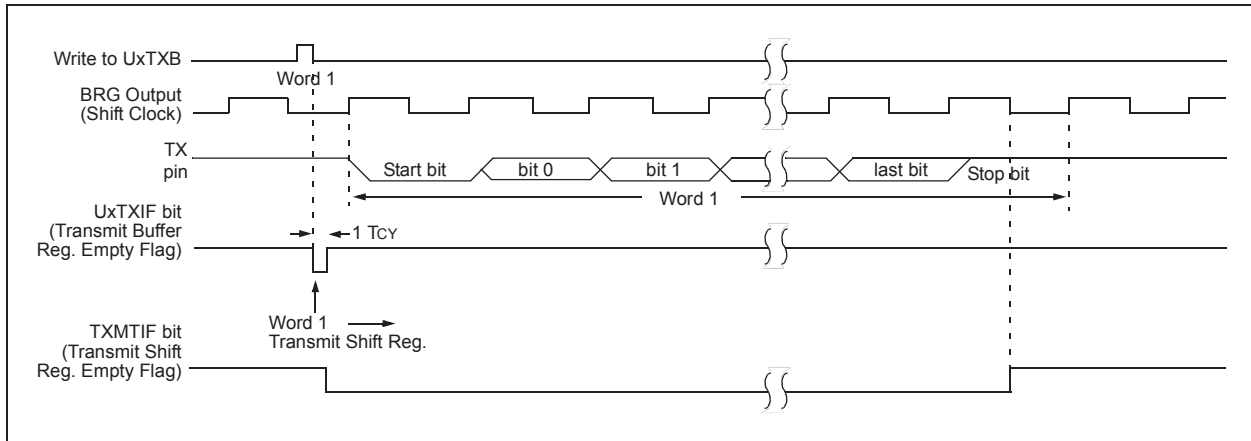 Write to UxTXB
Word 1
BRG Output
(Shift Clock)
TX
pin
Start bit
bit 0
bit 1
last bit
Stop bit
Word 1
UxTXIF bit
(Transmit Buffer
Reg. Empty Flag)
1 TCY
Word 1
Transmit Shift Reg.
TXMTIF bit
(Transmit Shift
Reg. Empty Flag)